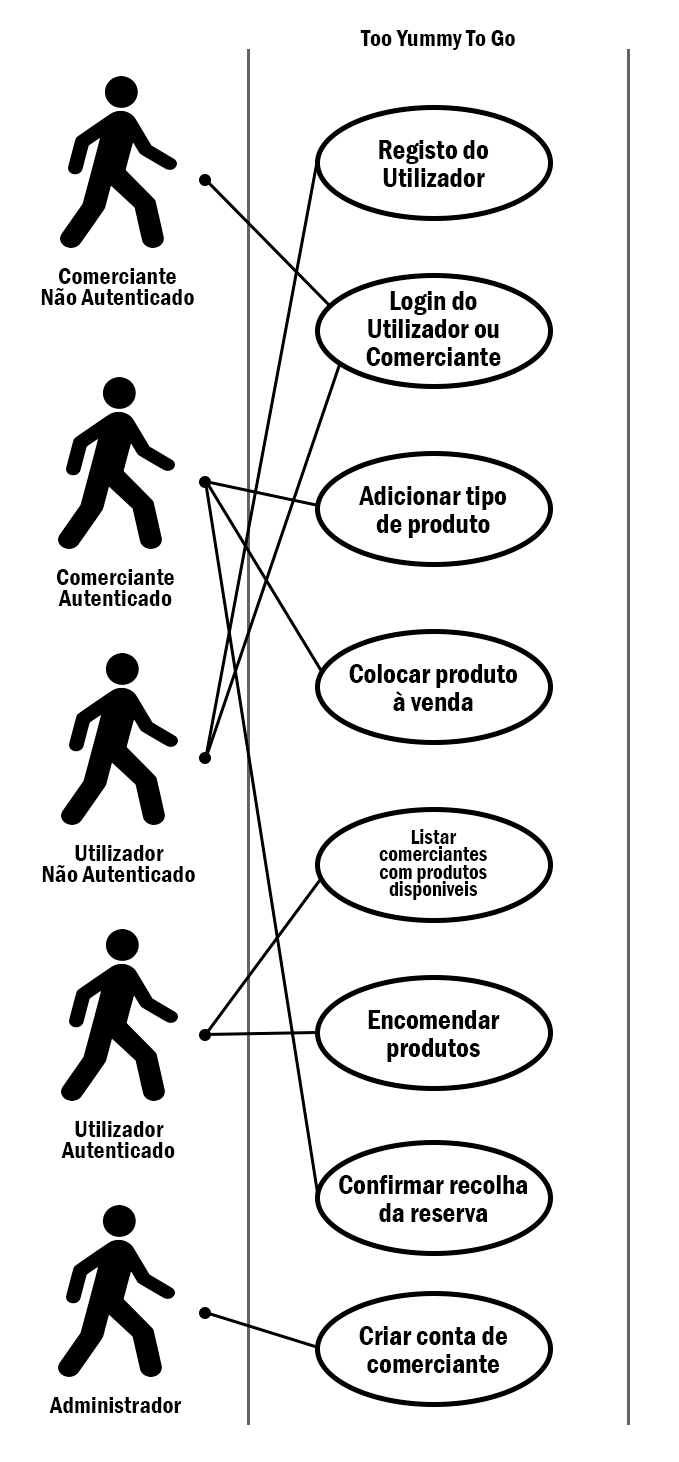 Too Yummy To Go
Registo do
Utilizador
Comerciante
Não Autenticado
Login do
Utilizador ou
Comerciante
Adicionar tipo
de produto
Comerciante
Autenticado
Colocar produto
à venda
Utilizador
Não Autenticado
Listar
comerciantes
com produtos
disponiveis
Encomendar
produtos
Utilizador
Autenticado
Confirmar recolha
da reserva
Criar conta de
comerciante
Administrador